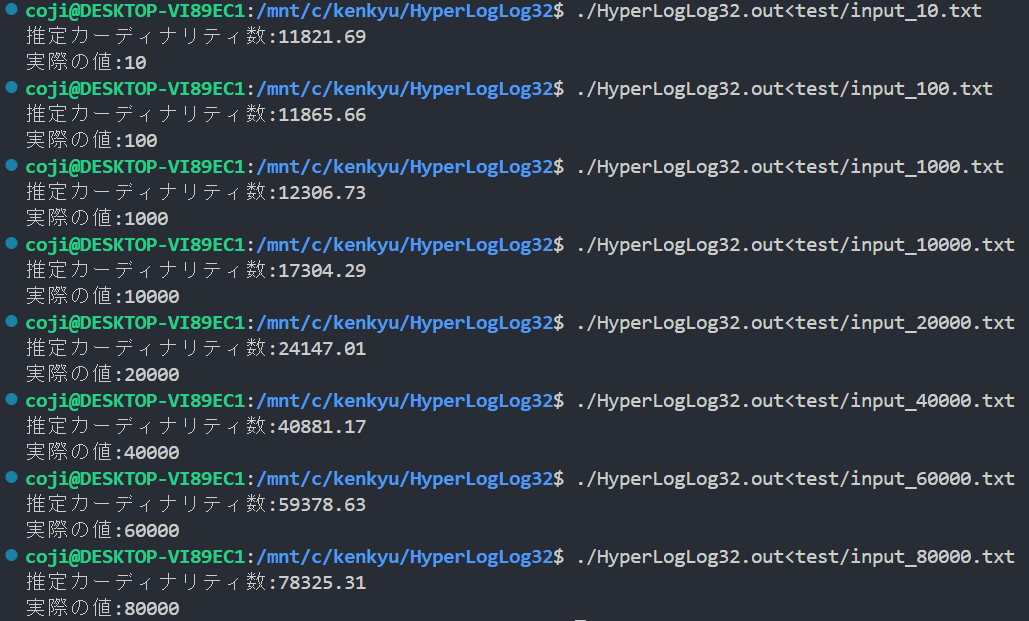 coji@DESKTOP-VI89EC1:/mnt/c/kenkyu/HyperLogLog32$ ./HyperLogLog32.out<test/input_10.txt
推定カーディナリティ数:11821.69
実際の値:10
coji@DESKTOP-VI89EC1:/mnt/c/kenkyu/HyperLogLog32$ ./HyperLogLog32.out<test/input_100.txt
推定カーディナリティ数:11865.66
実際の値:100
coji@DESKTOP-VI89EC1:/mnt/c/kenkyu/HyperLogLog32$ ./HyperLogLog32.out<test/input_1000.txt
推定カーディナリティ数:12306.73
実際の値:1000
coji@DESKTOP-VI89EC1:/mnt/c/kenkyu/HyperLogLog32$ ./HyperLogLog32.out<test/input_10000.txt
推定カーディナリティ数:17304.29
実際の値:10000
coji@DESKTOP-VI89EC1:/mnt/c/kenkyu/HyperLogLog32$ ./HyperLogLog32.out<test/input_20000.txt
推定カーディナリティ数:24147.01
実際の値:20000
coji@DESKTOP-VI89EC1:/mnt/c/kenkyu/HyperLogLog32$ ./HyperLogLog32.out<test/input_40000.txt
推定カーディナリティ数:40881.17
実際の値:40000
coji@DESKTOP-VI89EC1:/mnt/c/kenkyu/HyperLogLog32$ ./HyperLogLog32.out<test/input_60000.txt
推定カーディナリティ数:59378.63
実際の値:60000
coji@DESKTOP-VI89EC1:/mnt/c/kenkyu/HyperLogLog32$ ./HyperLogLog32.out<test/input_80000.txt
推定カーディナリティ数:78325.31
実際の値:80000